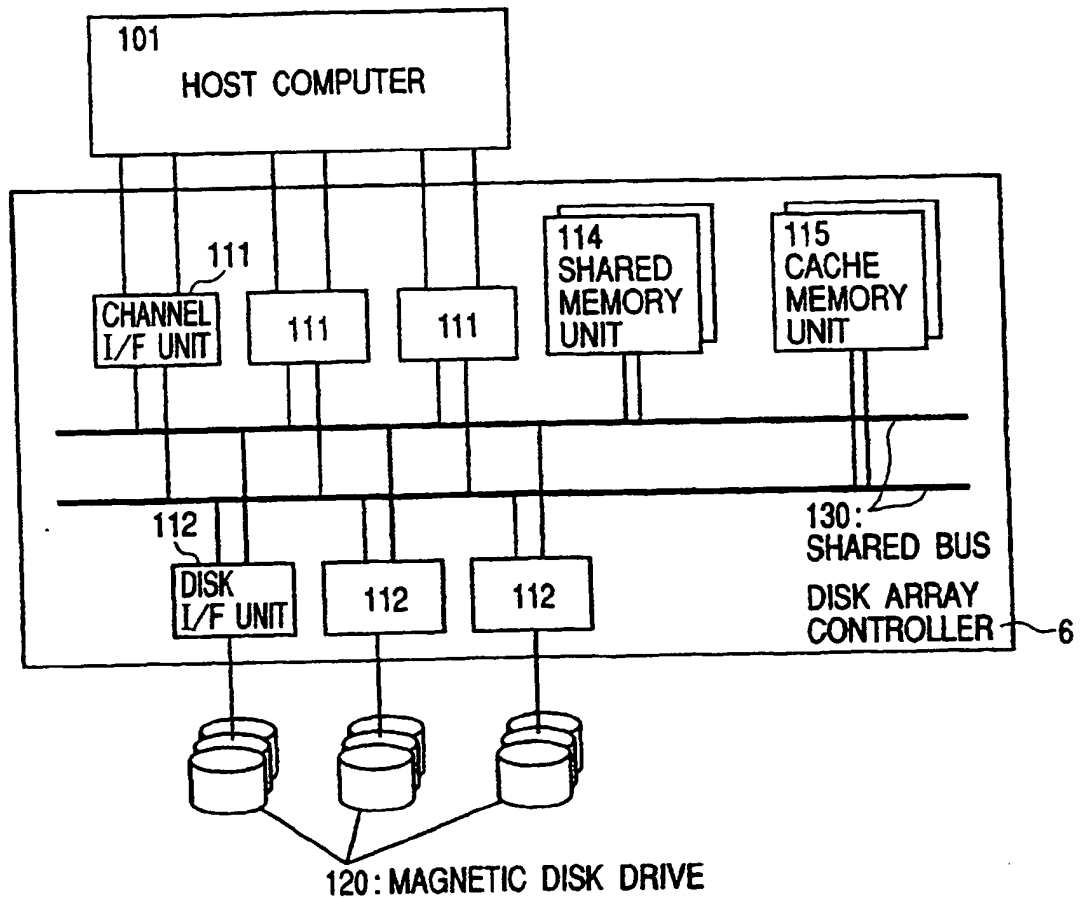 101
HOST COMPUTER
111
CHANNEL
I/F UNIT
111
111
114
SHARED
MEMORY
UNIT
115
CACHE
MEMORY
UNIT
130:
SHARED BUS
112
DISK
I/F UNIT
112
112
DISK ARRAY
CONTROLLER
6
120: MAGNETIC DISK DRIVE